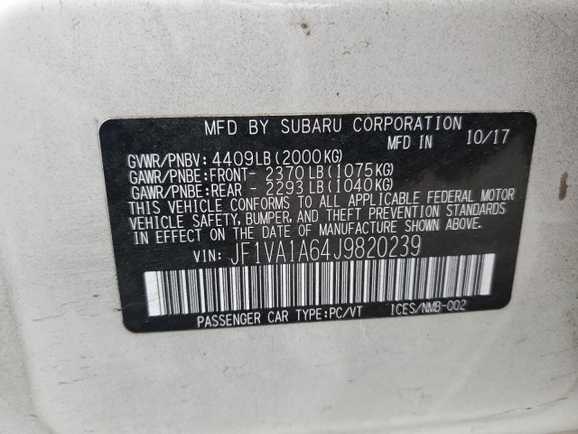 MFD BY SUBARU CORPORATION
MFD IN 10/17
GVWR/PNBV: 4409LB(2000KG)
GAWR/PNBE:FRONT- 2370LB(1075KG)
GAWR/PNBE:REAR - 2293LB(1040KG)
THIS VEHICLE CONFORMS TO ALL APPLICABLE FEDERAL MOTOR
VEHICLE SAFETY, BUMPER, AND THEFT PREVENTION STANDARDS
IN EFFECT ON THE DATE OF MANUFACTURE SHOWN ABOVE.
VIN: JF1VA1A64J9820239
PASSENGER CAR TYPE:PC/VT ICES/NMB-002